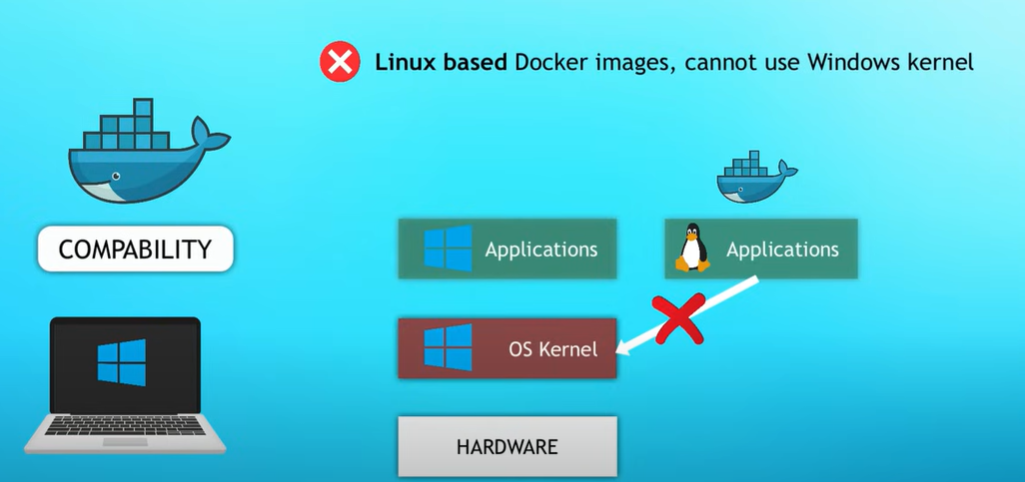 Linux based Docker images, cannot use Windows kernel
COMPABILITY
Applications
Applications
OS Kernel
HARDWARE